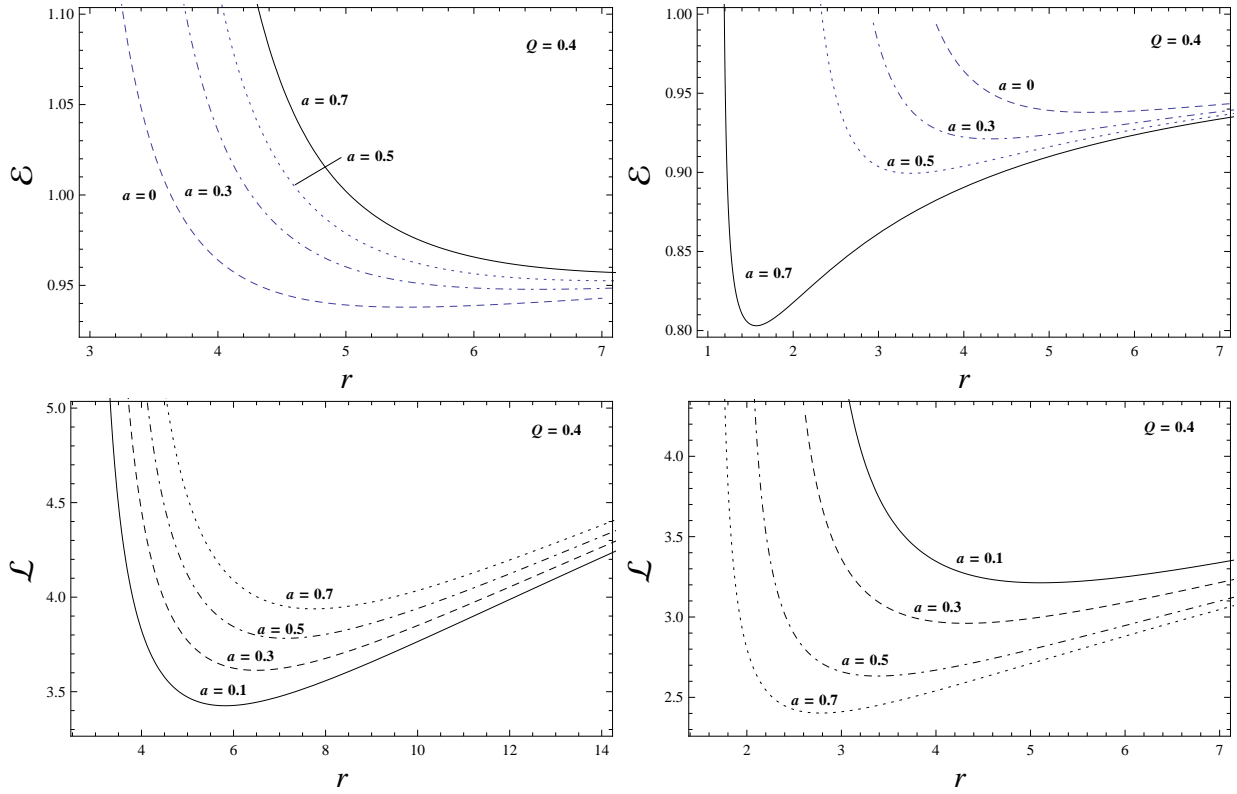 1.10
1.05
1.00
0.95
ℰ
Q = 0.4
a = 0.7
a = 0.5
a = 0.3
a = 0
3 4 5 6 7
r
1.00
0.95
0.90
0.85
0.80
ℰ
Q = 0.4
a = 0
a = 0.3
a = 0.5
a = 0.7
1 2 3 4 5 6 7
r
5.0
4.5
4.0
3.5
ℒ
Q = 0.4
a = 0.7
a = 0.5
a = 0.3
a = 0.1
4 6 8 10 12 14
r
4.0
3.5
3.0
2.5
ℒ
Q = 0.4
a = 0.1
a = 0.3
a = 0.5
a = 0.7
2 3 4 5 6 7
r